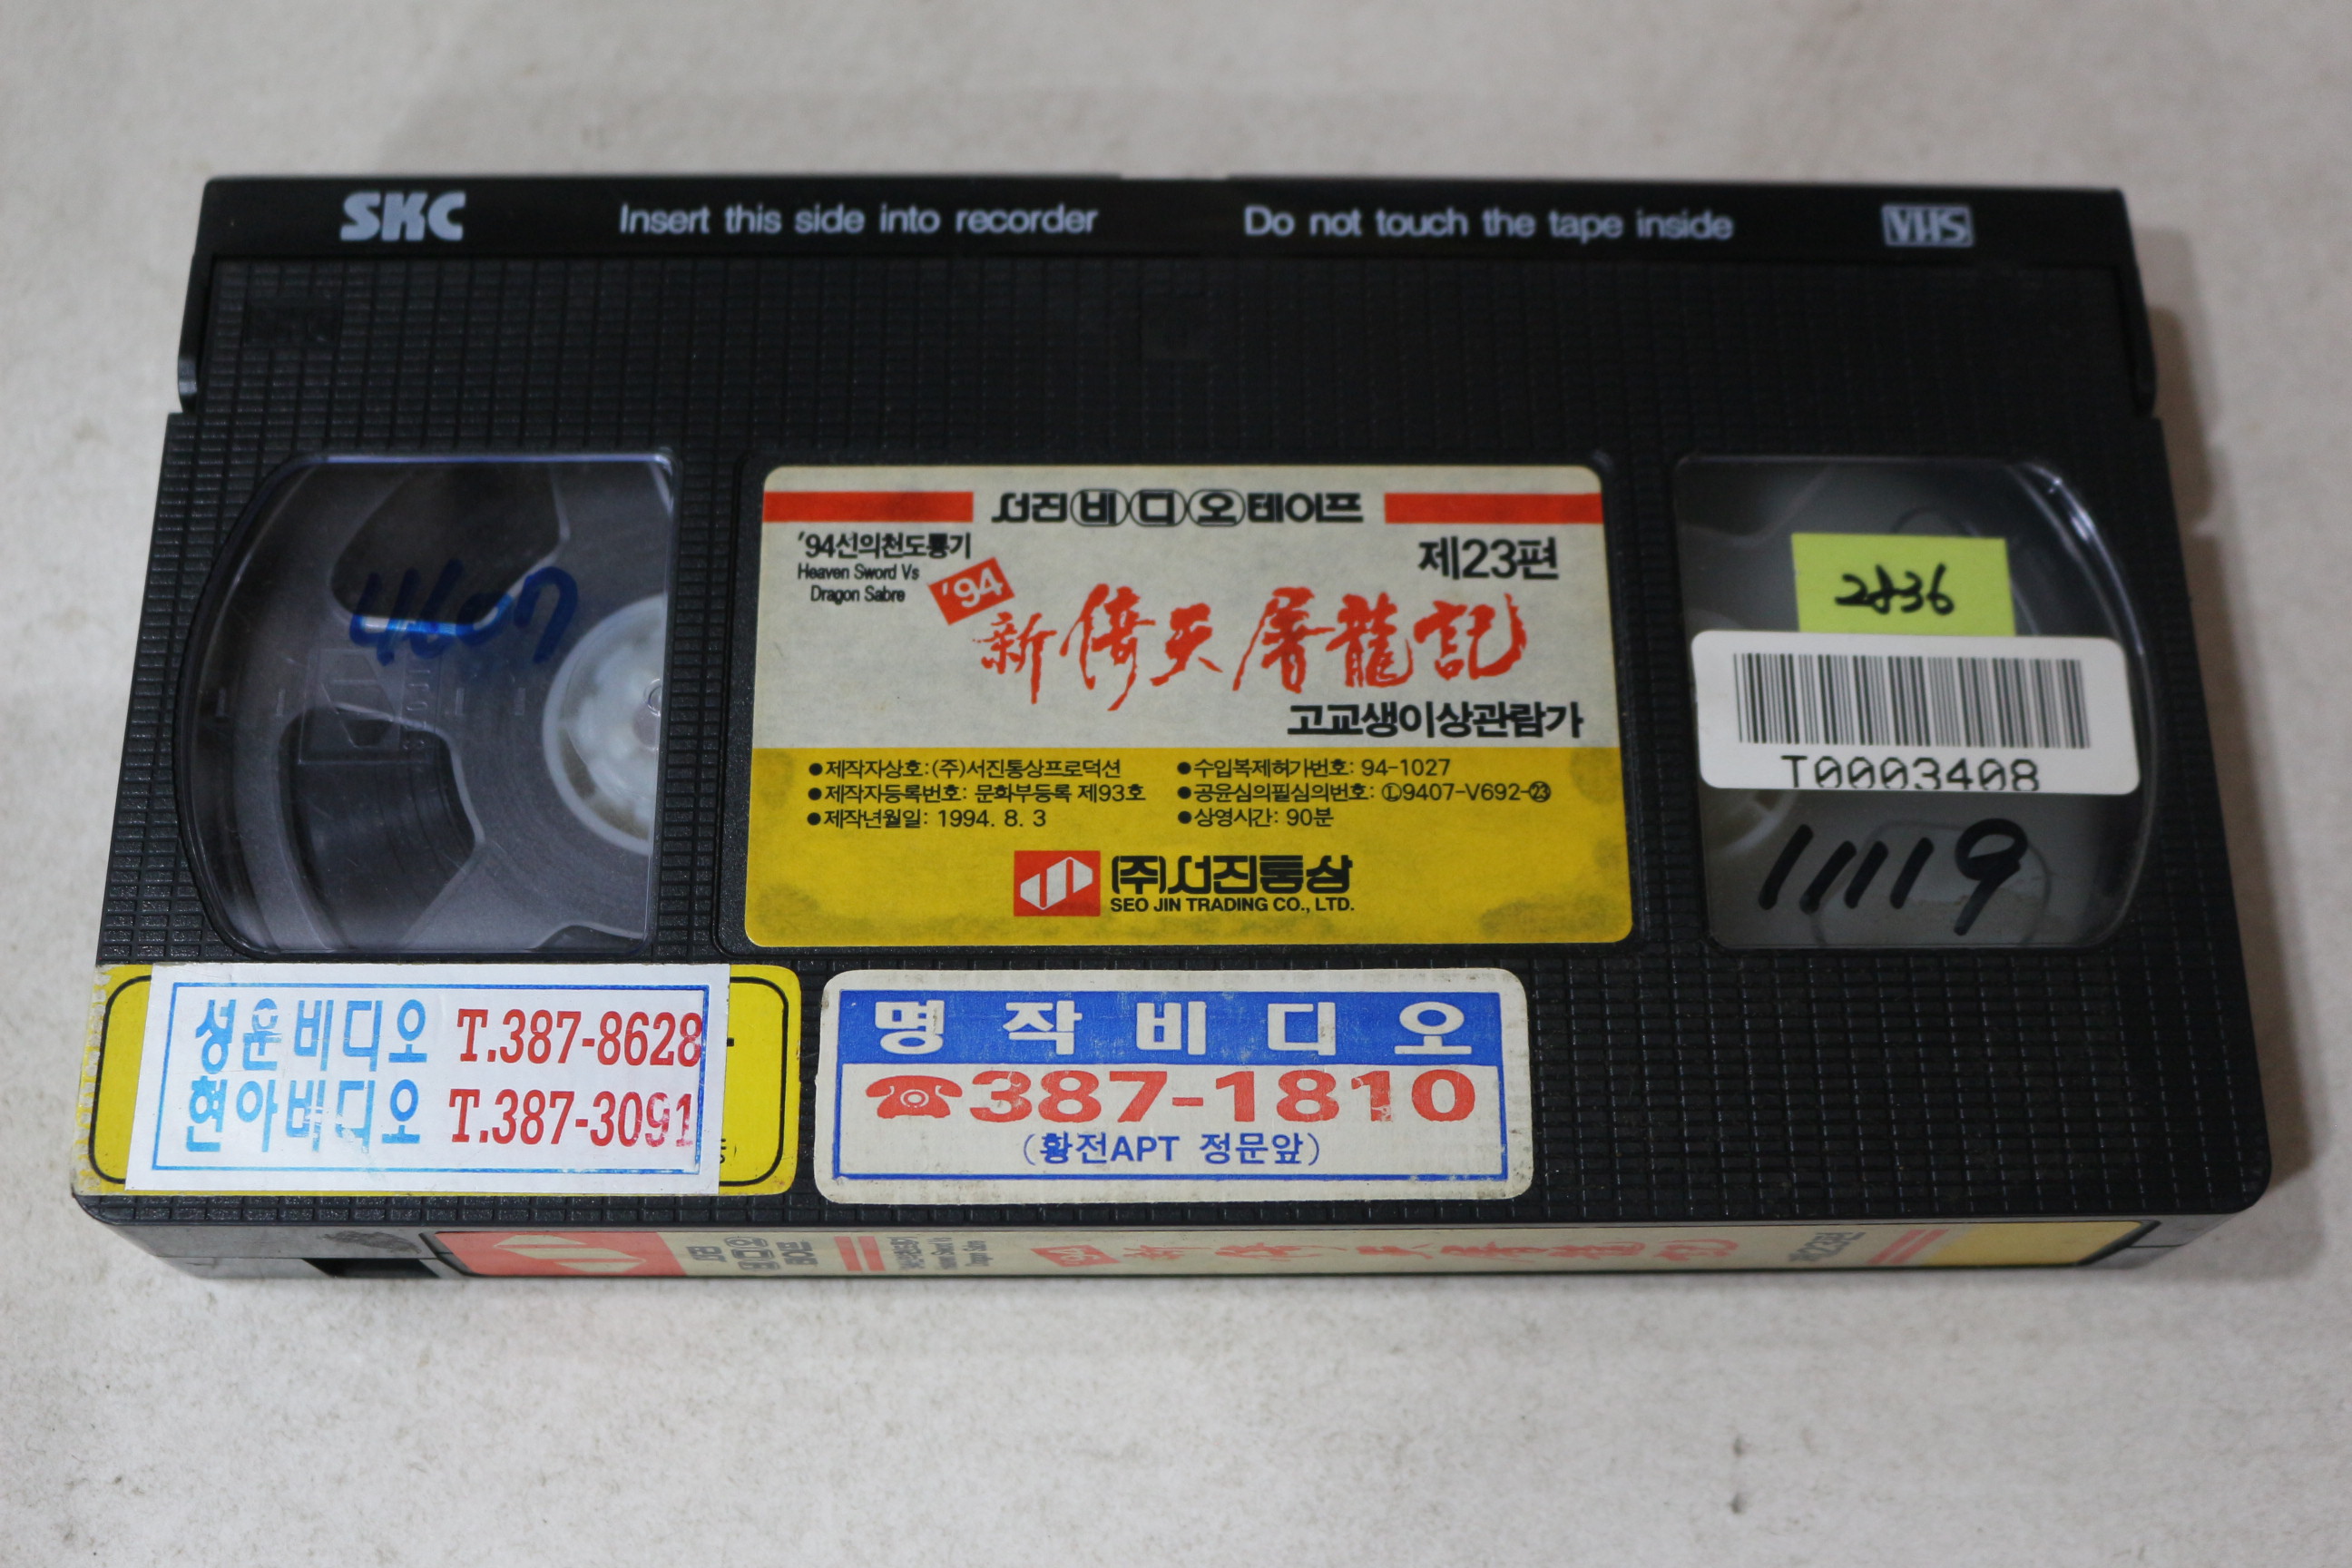 SKC Insert this side into recorder Do not touch the tape inside VHS
서진비디오테이프
'94선의천도룡기
Heaven Sword Vs
Dragon Sabre
제23편
'94
新倚天屠龍記
고교생이상관람가
●제작자상호:(주)서진통상프로덕션
●제작자등록번호: 문화부등록 제93호
●제작년월일: 1994. 8. 3
●수입복제허가번호: 94-1027
●공윤심의필심의번호: Ⓛ9407-V692-㉓
●상영시간: 90분
(주)서진통상
SEO JIN TRADING CO., LTD.
4607
2836
T0003408
11119
성운비디오 T.387-8628
현아비디오 T.387-3091
명작비디오
☎387-1810
(황전APT 정문앞)